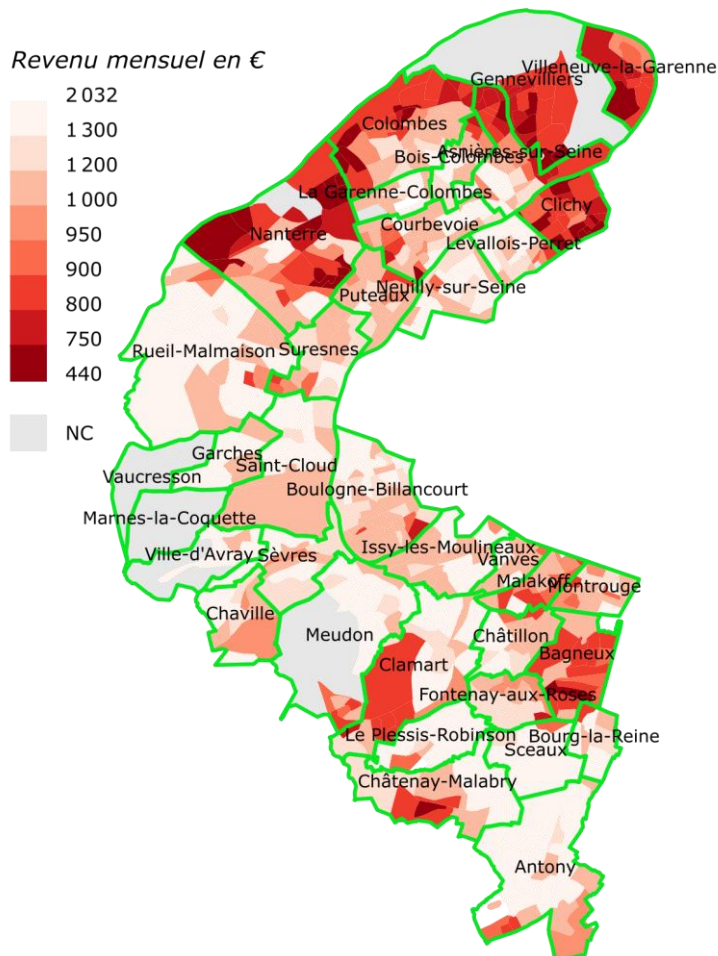 Revenu mensuel en €
2 032
1 300
1 200
1 000
950
900
800
750
440
NC
Villeneuve-la-Garenne
Gennevilliers
Colombes
Asnières-sur-Seine
Bois-Colombes
La Garenne-Colombes
Clichy
Courbevoie
Nanterre
Levallois-Perret
Neuilly-sur-Seine
Puteaux
Rueil-Malmaison
Suresnes
Garches
Saint-Cloud
Vaucresson
Boulogne-Billancourt
Marnes-la-Coquette
Issy-les-Moulineaux
Ville-d'Avray
Sèvres
Vanves
Malakoff
Montrouge
Chaville
Meudon
Châtillon
Bagneux
Clamart
Fontenay-aux-Roses
Le Plessis-Robinson
Bourg-la-Reine
Sceaux
Châtenay-Malabry
Antony